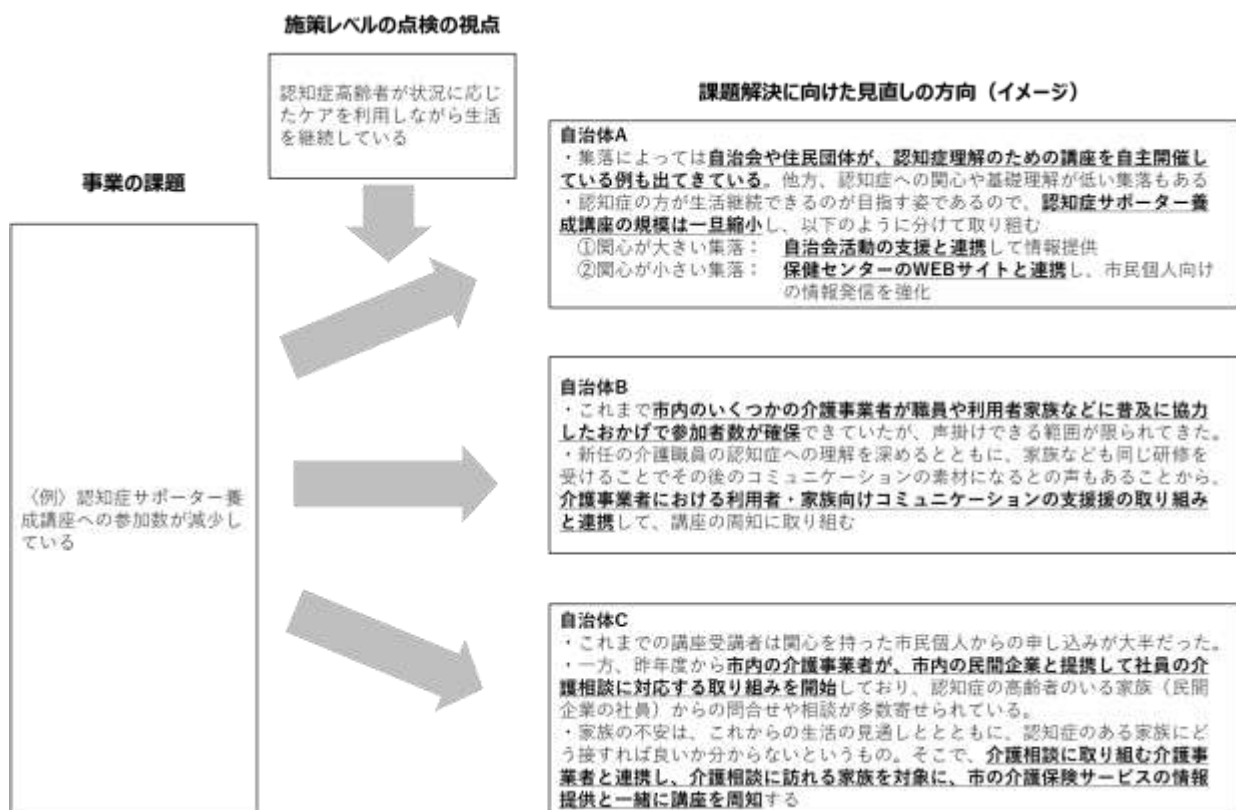 施策レベルの点検の視点
認知症高齢者が状況に応じ
たケアを利用しながら生活
を継続している
事業の課題
〈例〉認知症サポーター養
成講座への参加数が減少し
ている
課題解決に向けた見直しの方向（イメージ）
自治体A
・集落によっては自治会や住民団体が、認知症理解のための講座を自主開催し
ている例も出てきている。他方、認知症への関心や基礎理解が低い集落もある
・認知症の方が生活継続できるのが目指す姿であるので、認知症サポーター養
成講座の規模は一旦縮小し、以下のように分けて取り組む
①関心が大きい集落： 自治会活動の支援と連携して情報提供
②関心が小さい集落： 保健センターのWEBサイトと連携し、市民個人向け
の情報発信を強化
自治体B
・これまで市内のいくつかの介護事業者が職員や利用者家族などに普及に協力
したおかげで参加者数が確保できていたが、声掛けできる範囲が限られてきた。
・新任の介護職員の認知症への理解を深めるとともに、家族なども同じ研修を
受けることでその後のコミュニケーションの素材になるとの声もあることから、
介護事業者における利用者・家族向けコミュニケーションの支援援の取り組み
と連携して、講座の周知に取り組む
自治体C
・これまでの講座受講者は関心を持った市民個人からの申し込みが大半だった。
・一方、昨年度から市内の介護事業者が、市内の民間企業と提携して社員の介
護相談に対応する取り組みを開始しており、認知症の高齢者のいる家族（民間
企業の社員）からの問合せや相談が多数寄せられている。
・家族の不安は、これからの生活の見通しととともに、認知症のある家族にど
う接すれば良いか分からないというもの。そこで、介護相談に取り組む介護事
業者と連携し、介護相談に訪れる家族を対象に、市の介護保険サービスの情報
提供と一緒に講座を周知する